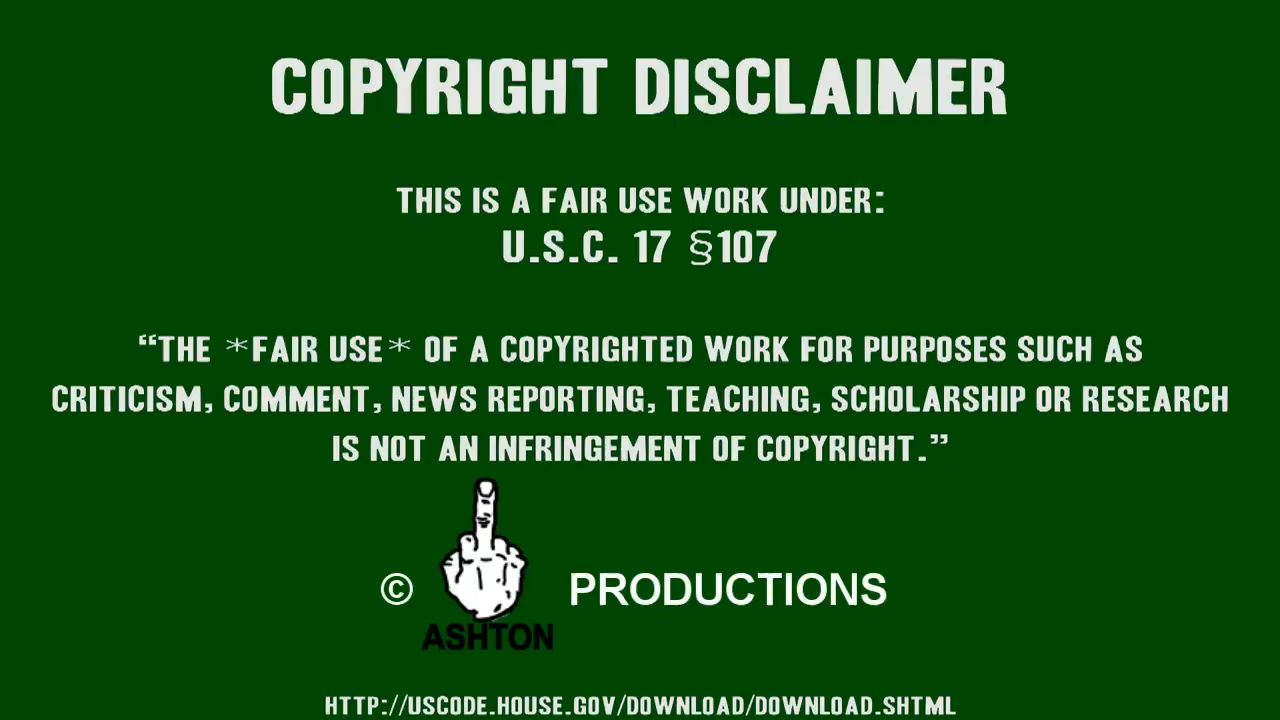 COPYRIGHT DISCLAIMER
THIS IS A FAIR USE WORK UNDER:
U.S.C. 17 §107
“THE *FAIR USE* OF A COPYRIGHTED WORK FOR PURPOSES SUCH AS
CRITICISM, COMMENT, NEWS REPORTING, TEACHING, SCHOLARSHIP OR RESEARCH
IS NOT AN INFRINGEMENT OF COPYRIGHT.”
© PRODUCTIONS
ASHTON
HTTP://USCODE.HOUSE.GOV/DOWNLOAD/DOWNLOAD.SHTML